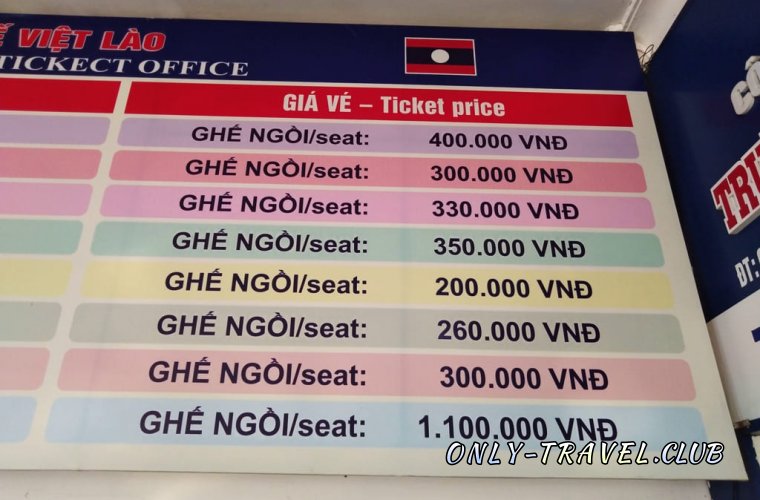 VIỆT LÀO
TICKECT OFFICE
GIÁ VÉ – Ticket price
GHẾ NGỒI/seat: 400.000 VNĐ
GHẾ NGỒI/seat: 300.000 VNĐ
GHẾ NGỒI/seat: 330.000 VNĐ
GHẾ NGỒI/seat: 350.000 VNĐ
GHẾ NGỒI/seat: 200.000 VNĐ
GHẾ NGỒI/seat: 260.000 VNĐ
GHẾ NGỒI/seat: 300.000 VNĐ
GHẾ NGỒI/seat: 1.100.000 VNĐ
ĐT:
ONLY-TRAVEL.CLUB